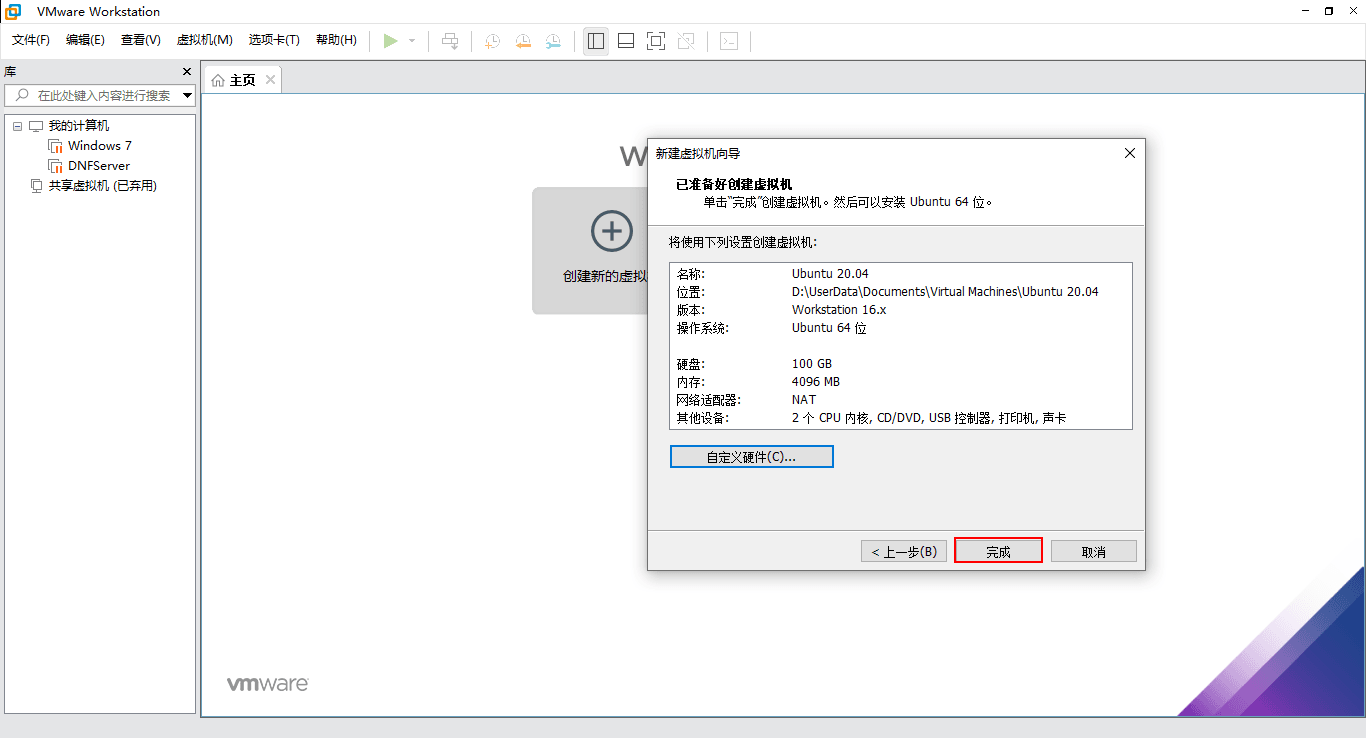 VMware Workstation
文件(F) 编辑(E) 查看(V) 虚拟机(M) 选项卡(T) 帮助(H)
库
主页
在此处键入内容进行搜索
我的计算机
Windows 7
DNFServer
共享虚拟机 (已弃用)
W
创建新的虚拟
新建虚拟机向导
已准备好创建虚拟机
单击"完成"创建虚拟机。然后可以安装 Ubuntu 64 位。
将使用下列设置创建虚拟机:
名称: Ubuntu 20.04
位置: D:\UserData\Documents\Virtual Machines\Ubuntu 20.04
版本: Workstation 16.x
操作系统: Ubuntu 64 位
硬盘: 100 GB
内存: 4096 MB
网络适配器: NAT
其他设备: 2 个 CPU 内核, CD/DVD, USB 控制器, 打印机, 声卡
自定义硬件(C)...
< 上一步(B) 完成 取消
vmware